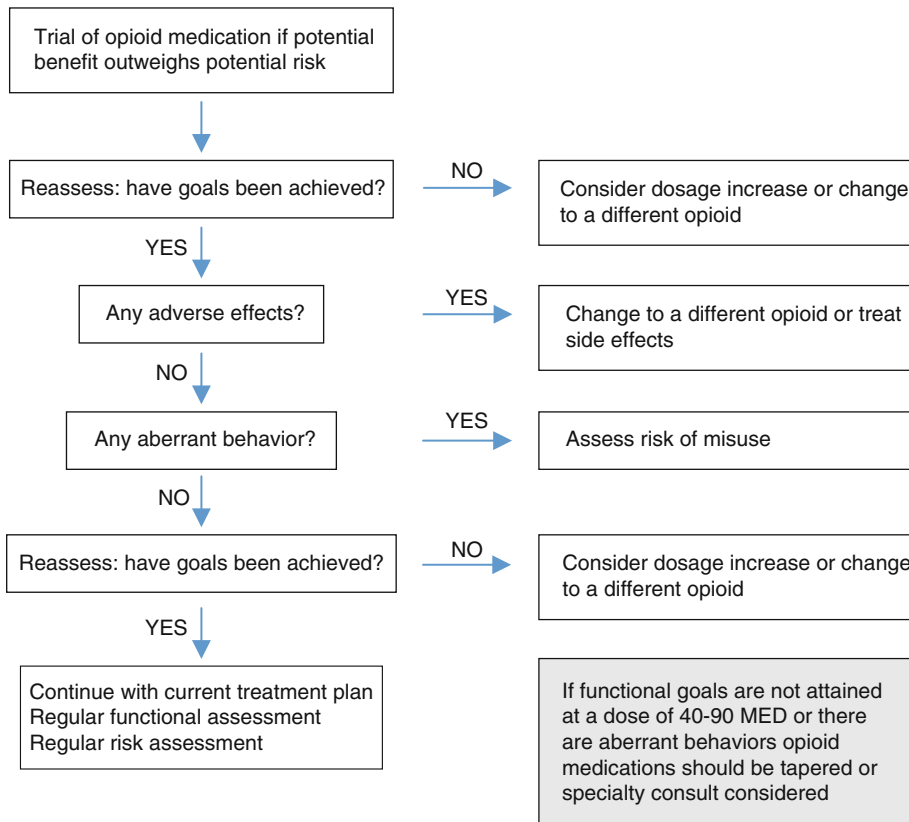 Trial of opioid medication if potential
benefit outweighs potential risk
Reassess: have goals been achieved?
NO
Consider dosage increase or change
to a different opioid
YES
Any adverse effects?
YES
Change to a different opioid or treat
side effects
NO
Any aberrant behavior?
YES
Assess risk of misuse
NO
Reassess: have goals been achieved?
NO
Consider dosage increase or change
to a different opioid
YES
Continue with current treatment plan
Regular functional assessment
Regular risk assessment
If functional goals are not attained
at a dose of 40-90 MED or there
are aberrant behaviors opioid
medications should be tapered or
specialty consult considered